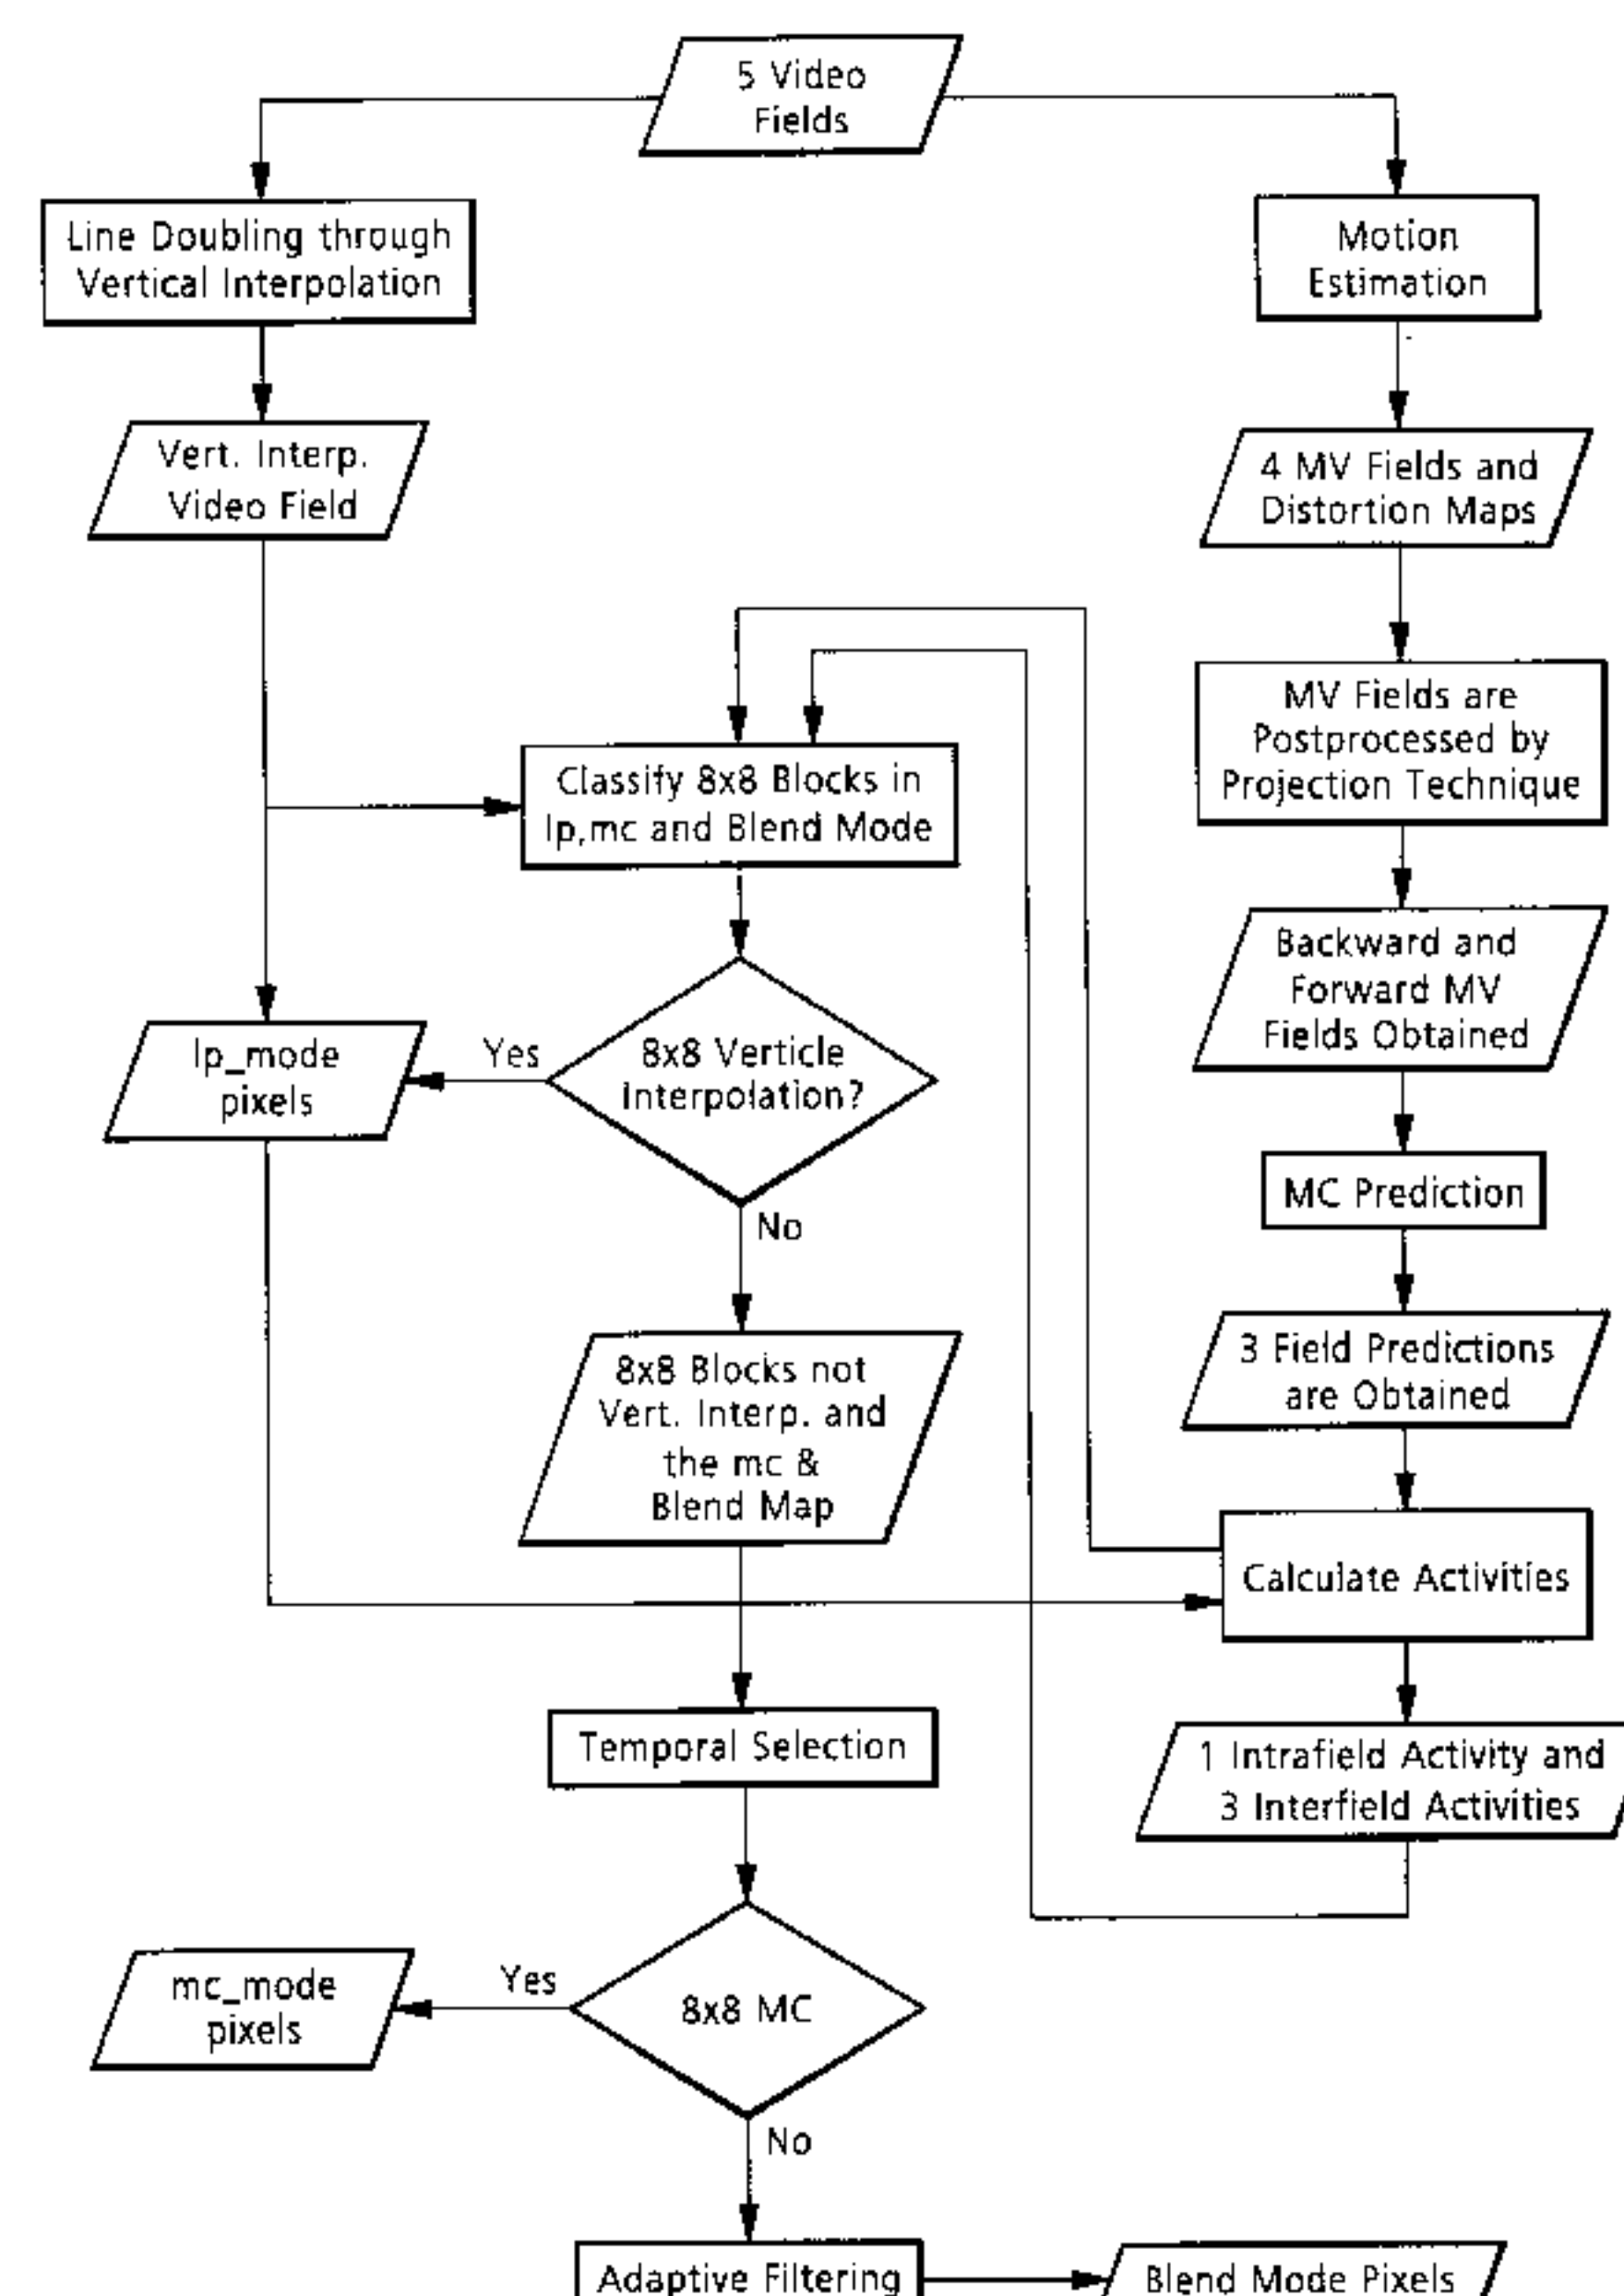 5 Video
Fields
Line Doubling through
Vertical Interpolation
Motion
Estimation
Vert. Interp.
Video Field
4 MV Fields and
Distortion Maps
MV Fields are
Postprocessed by
Projection Technique
Classify 8x8 Blocks in
lp,mc and Blend Mode
Backward and
Forward MV
Fields Obtained
lp_mode
pixels
Yes
8x8 Verticle
Interpolation?
No
MC Prediction
3 Field Predictions
are Obtained
8x8 Blocks not
Vert. Interp. and
the mc &
Blend Map
Calculate Activities
Temporal Selection
1 Intrafield Activity and
3 Interfield Activities
mc_mode
pixels
Yes
8x8 MC
No
Adaptive Filtering
Blend Mode Pixels